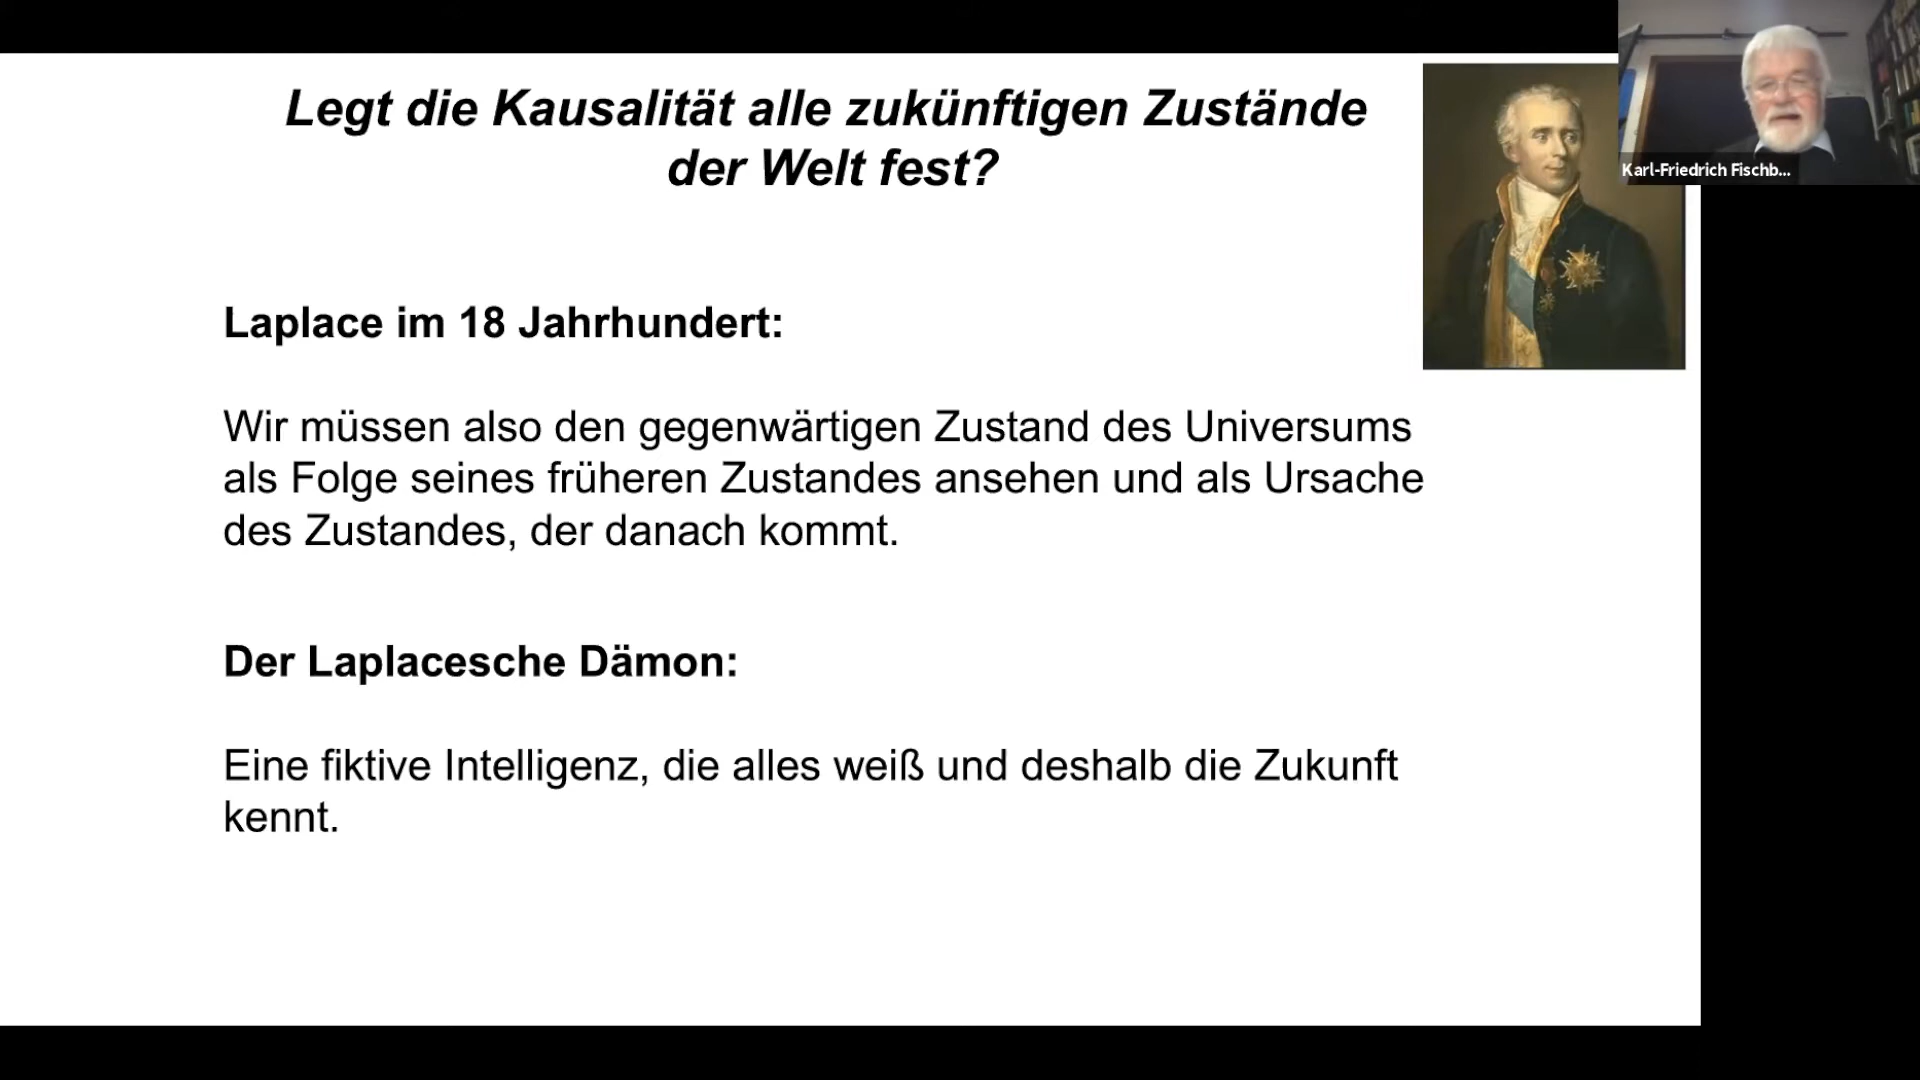 Legt die Kausalität alle zukünftigen Zustände
der Welt fest?
Karl-Friedrich Fischb...
Laplace im 18 Jahrhundert:
Wir müssen also den gegenwärtigen Zustand des Universums
als Folge seines früheren Zustandes ansehen und als Ursache
des Zustandes, der danach kommt.
Der Laplacesche Dämon:
Eine fiktive Intelligenz, die alles weiß und deshalb die Zukunft
kennt.